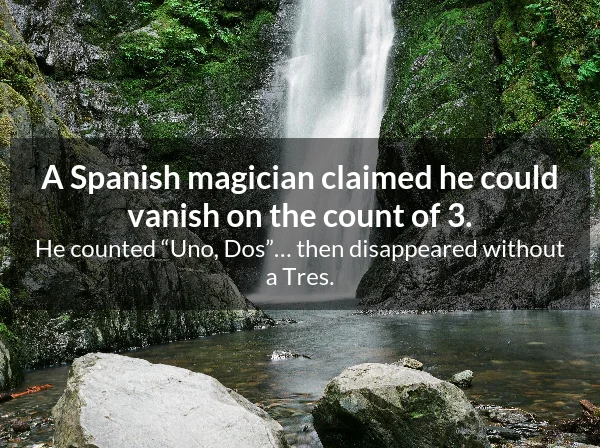 A Spanish magician claimed he could
vanish on the count of 3.
He counted “Uno, Dos”... then disappeared without
a Tres.